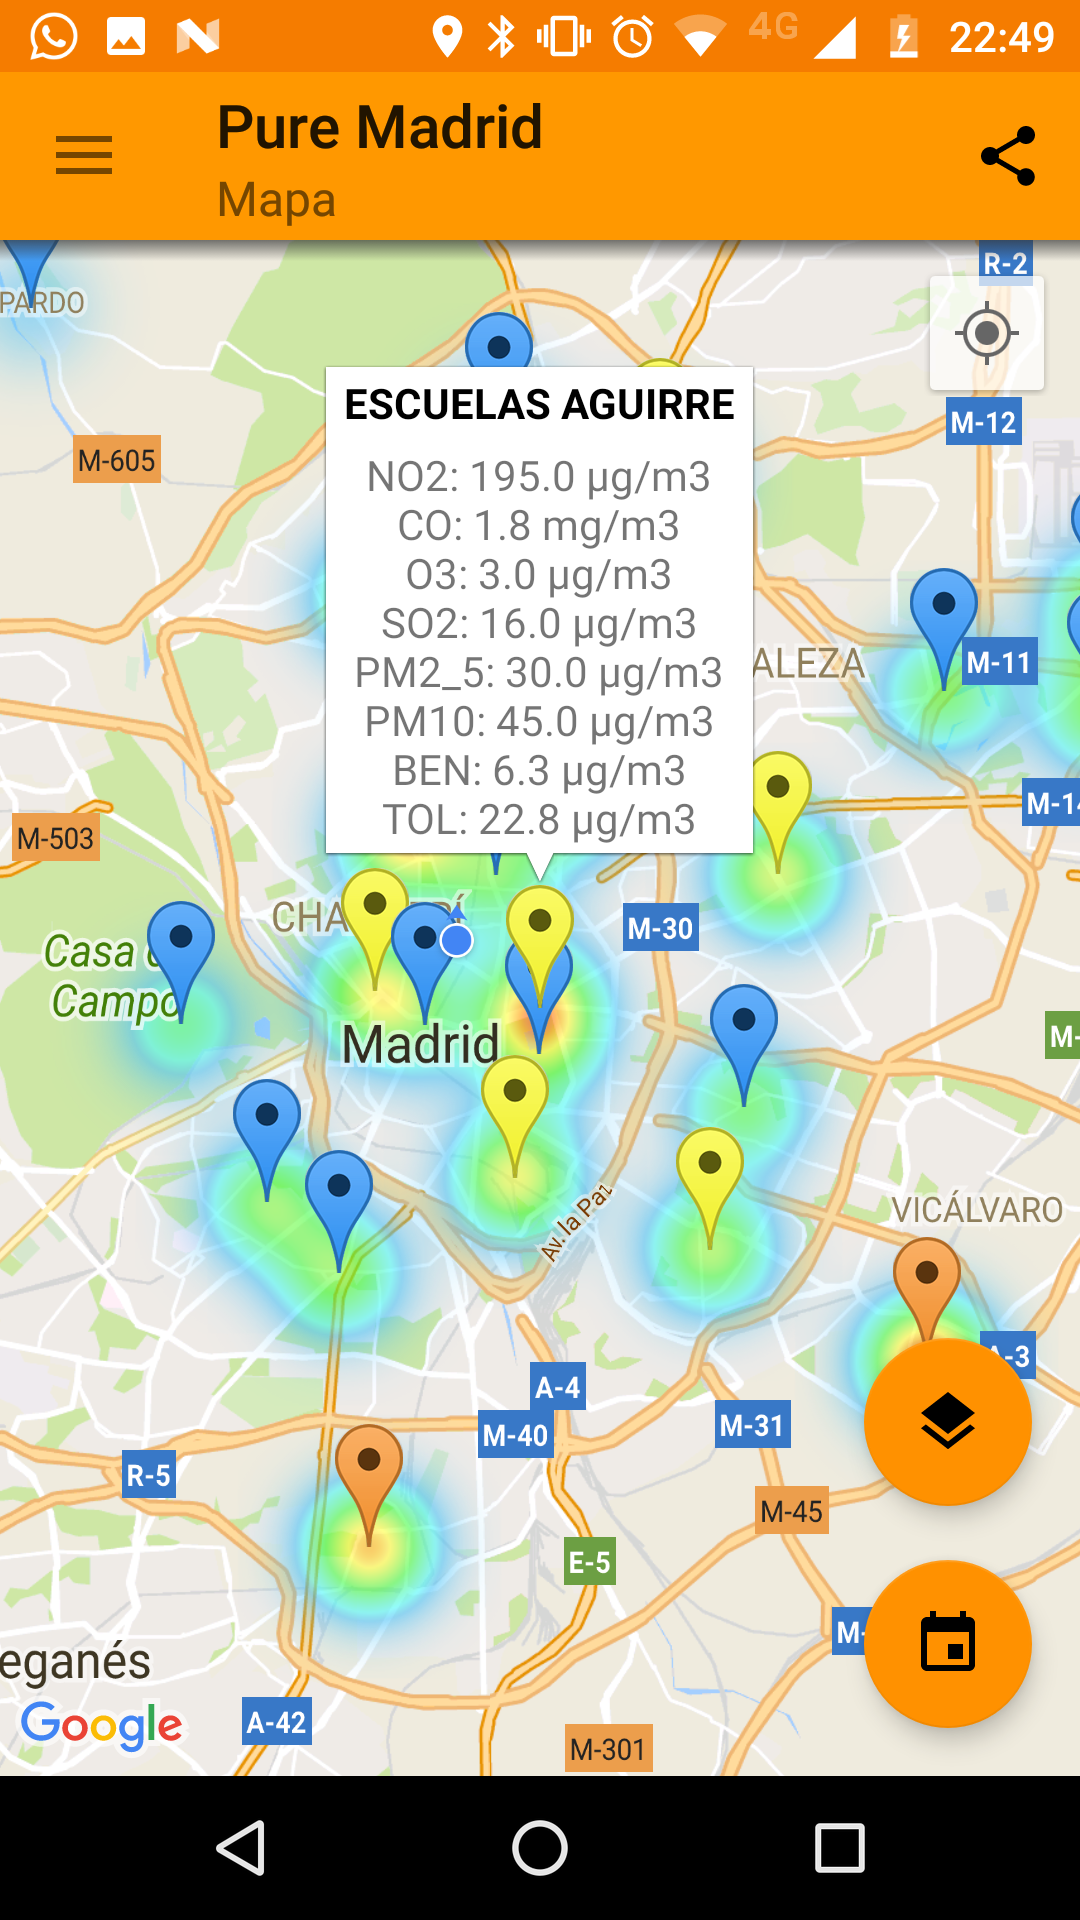 4G 22:49
Pure Madrid
Mapa
R-2
PARDO
M-12
M-605
ESCUELAS AGUIRRE
NO2: 195.0 µg/m3
CO: 1.8 mg/m3
O3: 3.0 µg/m3
SO2: 16.0 µg/m3
PM2_5: 30.0 µg/m3
PM10: 45.0 µg/m3
BEN: 6.3 µg/m3
TOL: 22.8 µg/m3
ALEZA
M-11
M-14
M-503
CHA
M-30
Casa
Campo
Madrid
M-
Av. la Paz
VICÁLVARO
A-3
A-4
M-40
M-31
R-5
M-45
E-5
M-
eganés
Google
A-42
M-301